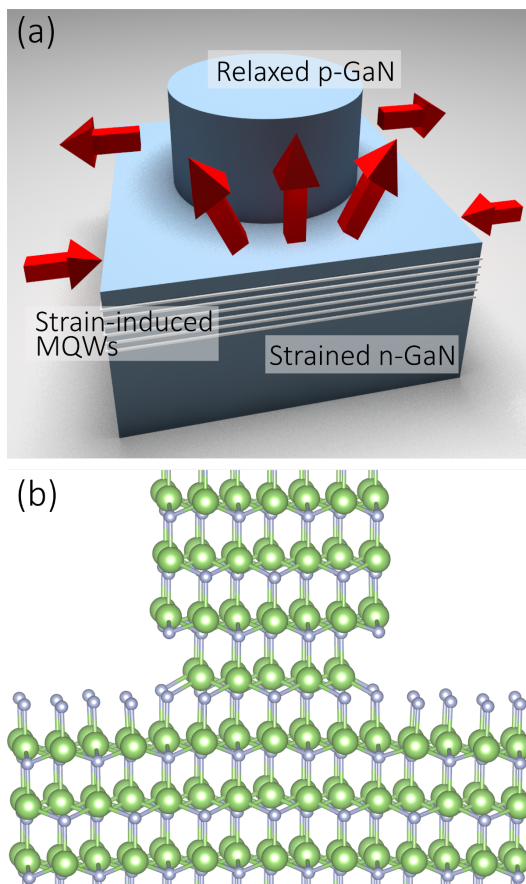 (a)
Relaxed p-GaN
Strain-induced
MQWs
Strained n-GaN
(b)